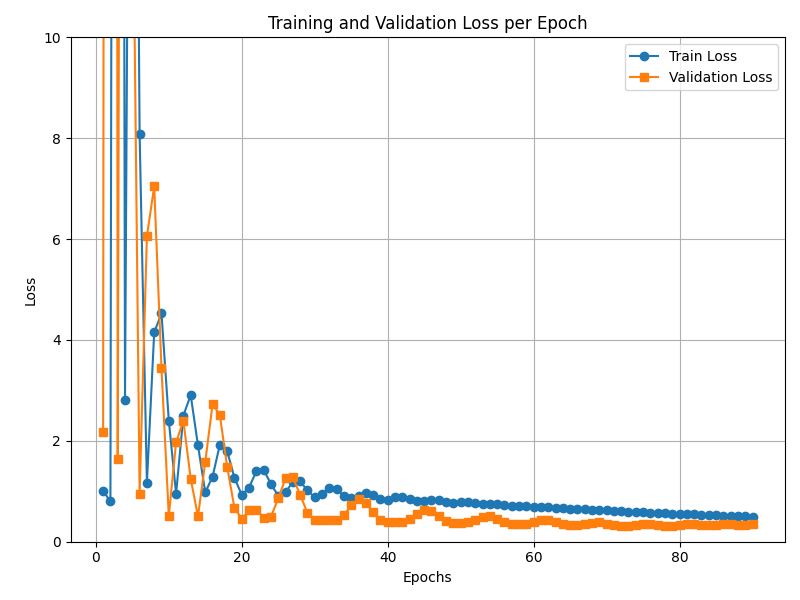 Training and Validation Loss per Epoch
Train Loss
Validation Loss
10
8
6
4
2
0
Loss
0 20 40 60 80
Epochs